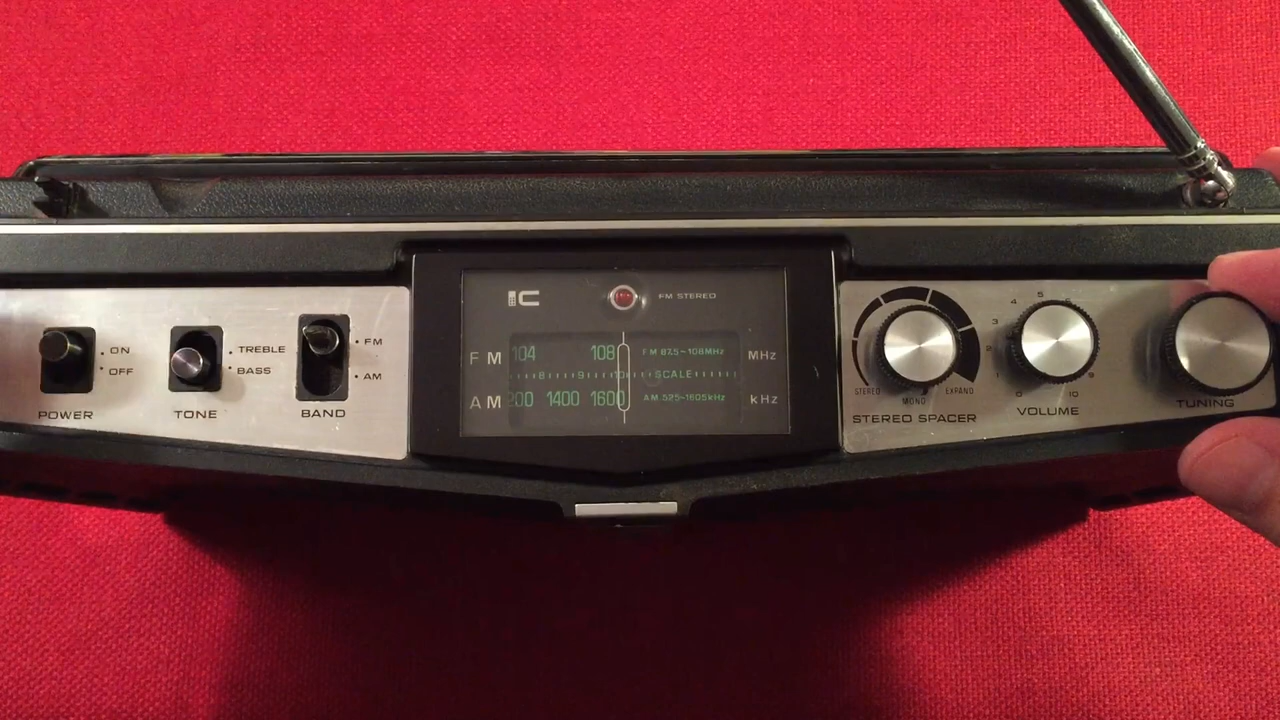 ON
OFF
POWER
TREBLE
BASS
TONE
FM
AM
BAND
IC
FM STEREO
FM 104 108 FM 87.5~108MHz MHz
8 9 10 SCALE
AM 1400 1600 AM 525~1605kHz kHz
STEREO
MONO
EXPAND
STEREO SPACER
0 1 2 3 4 5 6 9 10
VOLUME
TUNING